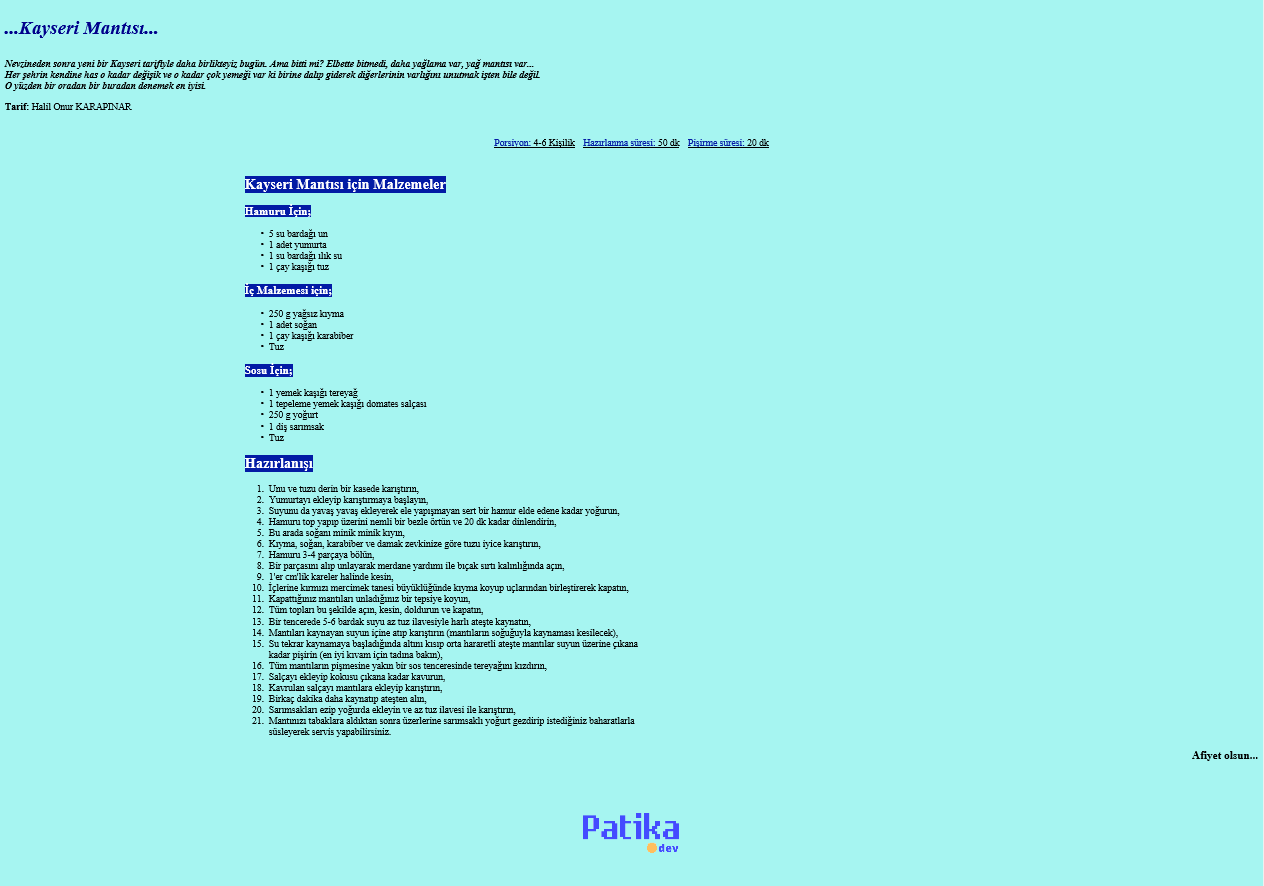 ...Kayseri Mantısı...
Nevzineden sonra yeni bir Kayseri tarifiyle daha birlikteyiz bugün. Ama bitti mi? Elbette bitmedi, daha yağlama var, yağ mantısı var...
Her şehrin kendine has o kadar değişik ve o kadar çok yemeği var ki birine dalıp giderek diğerlerinin varlığını unutmak işten bile değil.
O yüzden bir oradan bir buradan denemek en iyisi.
Tarif: Halil Onur KARAPINAR
Porsiyon: 4-6 Kişilik Hazırlanma süresi: 50 dk Pişirme süresi: 20 dk
Kayseri Mantısı için Malzemeler
Hamuru İçin;
• 5 su bardağı un
• 1 adet yumurta
• 1 su bardağı ılık su
• 1 çay kaşığı tuz
İç Malzemesi için;
• 250 g yağsız kıyma
• 1 adet soğan
• 1 çay kaşığı karabiber
• Tuz
Sosu İçin;
• 1 yemek kaşığı tereyağ
• 1 tepeleme yemek kaşığı domates salçası
• 250 g yoğurt
• 1 diş sarımsak
• Tuz
Hazırlanışı
1. Unu ve tuzu derin bir kasede karıştırın,
2. Yumurtayı ekleyip karıştırmaya başlayın,
3. Suyunu da yavaş yavaş ekleyerek ele yapışmayan sert bir hamur elde edene kadar yoğurun,
4. Hamuru top yapıp üzerini nemli bir bezle örtün ve 20 dk kadar dinlendirin,
5. Bu arada soğanı minik minik kıyın,
6. Kıyma, soğan, karabiber ve damak zevkinize göre tuzu iyice karıştırın,
7. Hamuru 3-4 parçaya bölün,
8. Bir parçasını alıp unlayarak merdane yardımı ile bıçak sırtı kalınlığında açın,
9. 1'er cm'lik kareler halinde kesin,
10. İçlerine kırmızı mercimek tanesi büyüklüğünde kıyma koyup uçlarından birleştirerek kapatın,
11. Kapattığınız mantıları unladığınız bir tepsiye koyun,
12. Tüm topları bu şekilde açın, kesin, doldurun ve kapatın,
13. Bir tencerede 5-6 bardak suyu az tuz ilavesiyle harlı ateşte kaynatın,
14. Mantıları kaynayan suyun içine atıp karıştırın (mantıların soğuğuyla kaynaması kesilecek),
15. Su tekrar kaynamaya başladığında altını kısıp orta hararetli ateşte mantılar suyun üzerine çıkana
kadar pişirin (en iyi kıvam için tadına bakın),
16. Tüm mantıların pişmesine yakın bir sos tenceresinde tereyağını kızdırın,
17. Salçayı ekleyip kokusu çıkana kadar kavurun,
18. Kavrulan salçayı mantılara ekleyip karıştırın,
19. Birkaç dakika daha kaynatıp ateşten alın,
20. Sarımsakları ezip yoğurda ekleyin ve az tuz ilavesi ile karıştırın,
21. Mantınızı tabaklara aldıktan sonra üzerlerine sarımsaklı yoğurt gezdirip istediğiniz baharatlarla
süsleyerek servis yapabilirsiniz.
Afiyet olsun...
Patika
dev